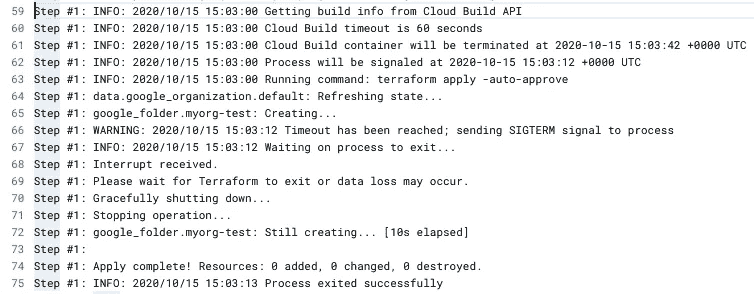 59 Step #1: INFO: 2020/10/15 15:03:00 Getting build info from Cloud Build API
60 Step #1: INFO: 2020/10/15 15:03:00 Cloud Build timeout is 60 seconds
61 Step #1: INFO: 2020/10/15 15:03:00 Cloud Build container will be terminated at 2020-10-15 15:03:42 +0000 UTC
62 Step #1: INFO: 2020/10/15 15:03:00 Process will be signaled at 2020-10-15 15:03:12 +0000 UTC
63 Step #1: INFO: 2020/10/15 15:03:00 Running command: terraform apply -auto-approve
64 Step #1: data.google_organization.default: Refreshing state...
65 Step #1: google_folder.myorg-test: Creating...
66 Step #1: WARNING: 2020/10/15 15:03:12 Timeout has been reached; sending SIGTERM signal to process
67 Step #1: INFO: 2020/10/15 15:03:12 Waiting on process to exit...
68 Step #1: Interrupt received.
69 Step #1: Please wait for Terraform to exit or data loss may occur.
70 Step #1: Gracefully shutting down...
71 Step #1: Stopping operation...
72 Step #1: google_folder.myorg-test: Still creating... [10s elapsed]
73 Step #1:
74 Step #1: Apply complete! Resources: 0 added, 0 changed, 0 destroyed.
75 Step #1: INFO: 2020/10/15 15:03:13 Process exited successfully